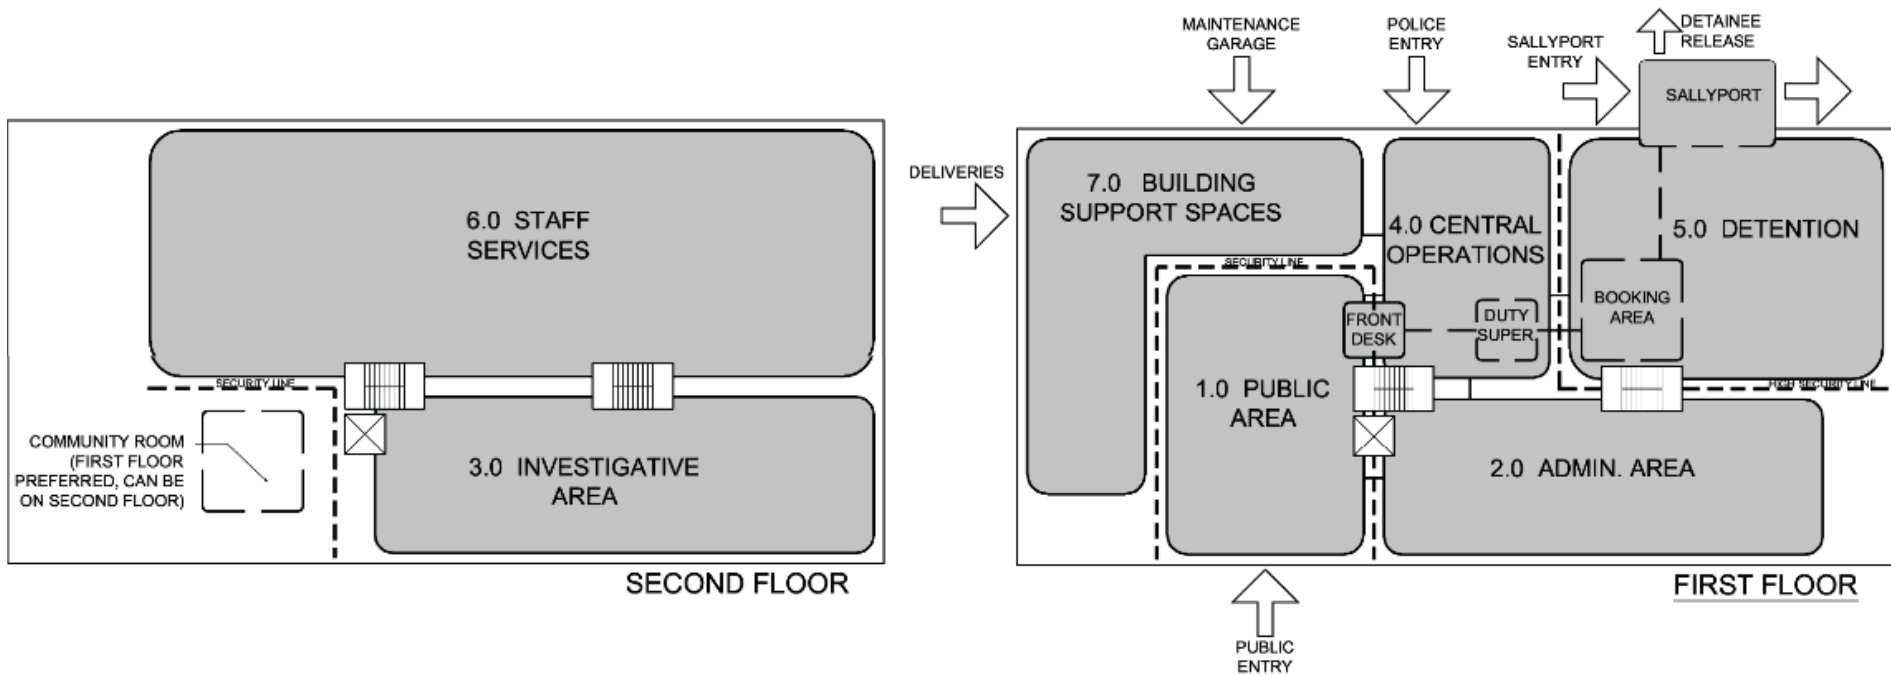 6.0 STAFF
SERVICES
SECURITY LINE
COMMUNITY ROOM
(FIRST FLOOR
PREFERRED, CAN BE
ON SECOND FLOOR)
3.0 INVESTIGATIVE
AREA
SECOND FLOOR
MAINTENANCE
GARAGE
POLICE
ENTRY
SALLYPORT
ENTRY
DETAINEE
RELEASE
SALLYPORT
DELIVERIES
7.0 BUILDING
SUPPORT SPACES
4.0 CENTRAL
OPERATIONS
5.0 DETENTION
SECURITY LINE
FRONT
DESK
DUTY
SUPER
BOOKING
AREA
1.0 PUBLIC
AREA
HIGH SECURITY LINE
2.0 ADMIN. AREA
FIRST FLOOR
PUBLIC
ENTRY